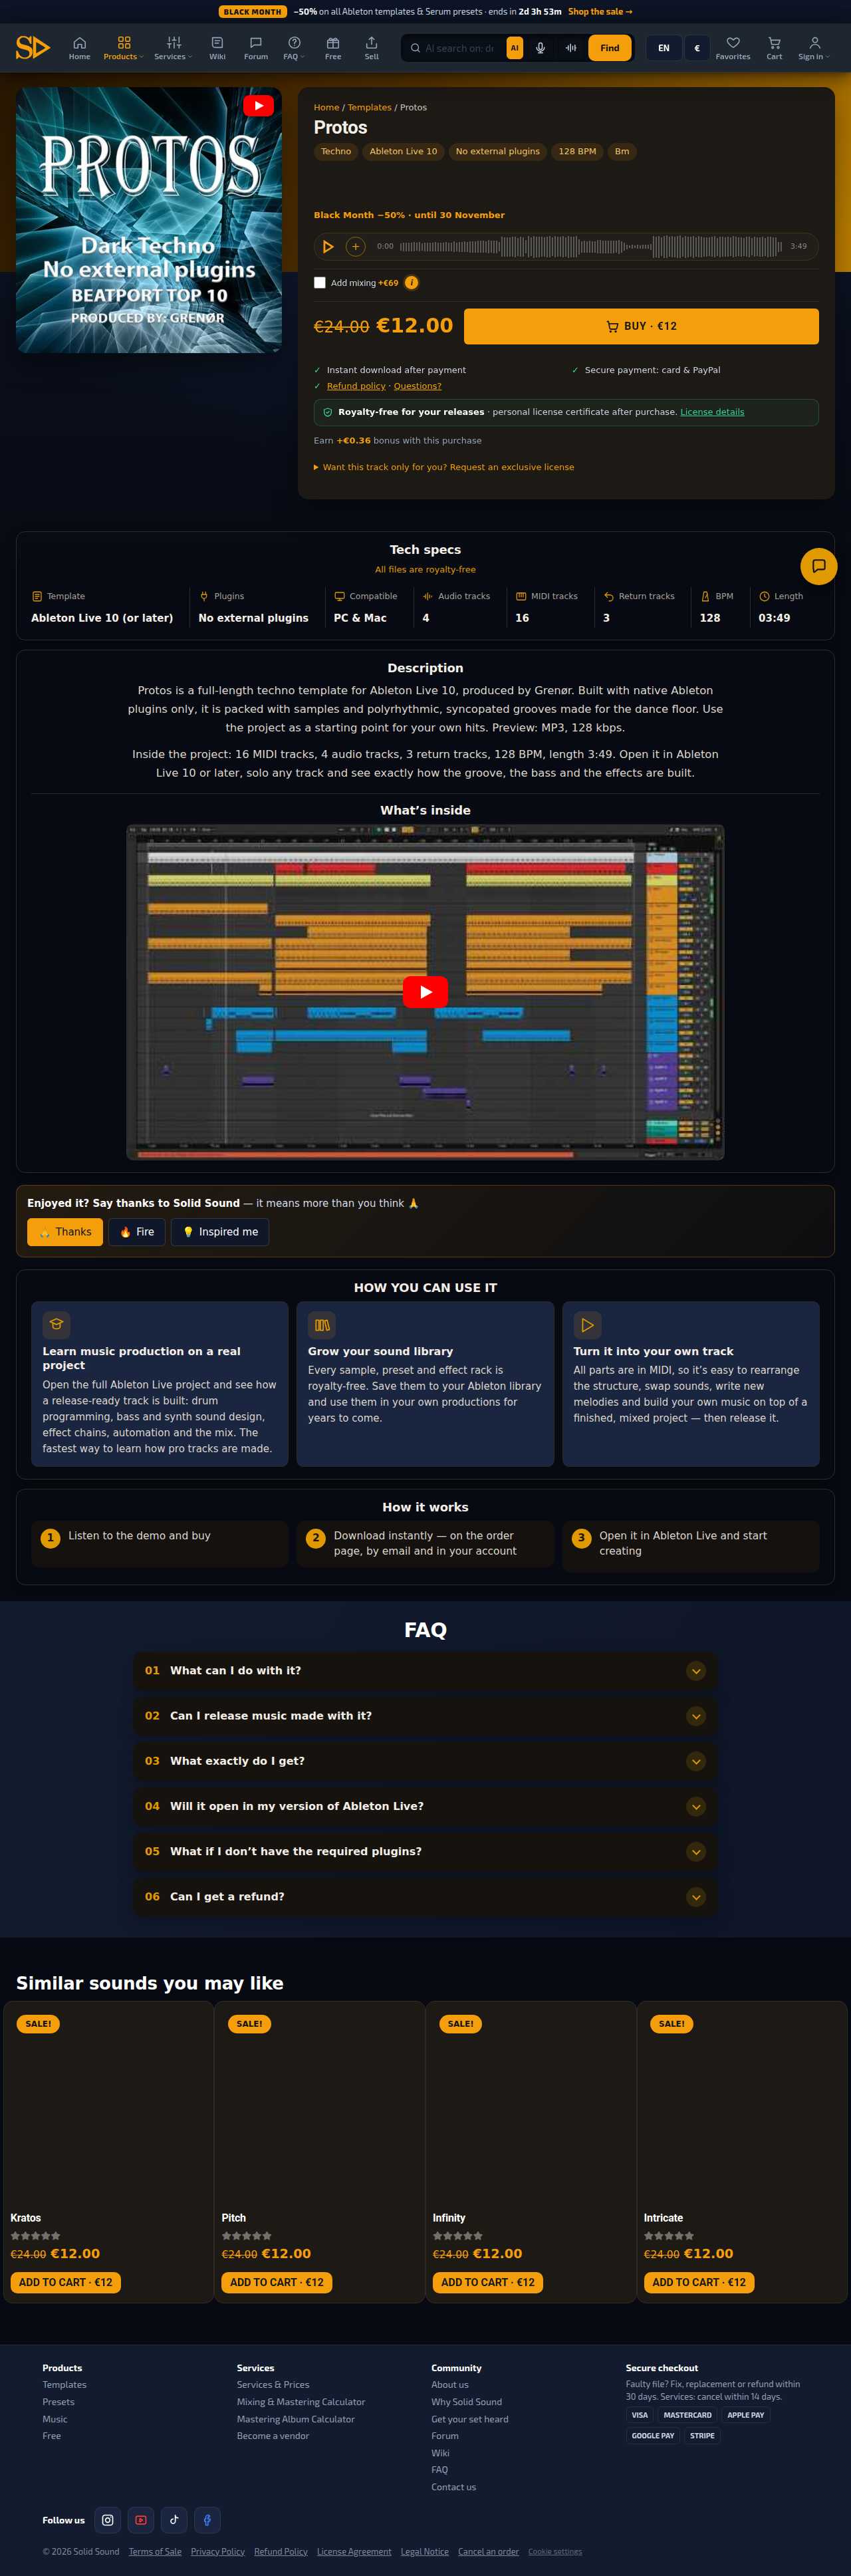 BLACK MONTH −50% on all Ableton templates & Serum presets · ends in 2d 3h 53m Shop the sale →
Home
Products
Services
Wiki
Forum
FAQ
Free
Sell
AI search on: de
AI
Find
EN
€
Favorites
Cart
Sign in
PROTOS
Dark Techno
No external plugins
BEATPORT TOP 10
PRODUCED BY: GRENØR
Home / Templates / Protos
Protos
Techno
Ableton Live 10
No external plugins
128 BPM
Bm
Black Month −50% · until 30 November
0:00
3:49
Add mixing +€69 i
€24.00 €12.00
BUY · €12
✓ Instant download after payment
✓ Secure payment: card & PayPal
✓ Refund policy · Questions?
Royalty-free for your releases · personal license certificate after purchase. License details
Earn +€0.36 bonus with this purchase
Want this track only for you? Request an exclusive license
Tech specs
All files are royalty-free
Template
Ableton Live 10 (or later)
Plugins
No external plugins
Compatible
PC & Mac
Audio tracks
4
MIDI tracks
16
Return tracks
3
BPM
128
Length
03:49
Description
Protos is a full-length techno template for Ableton Live 10, produced by Grenør. Built with native Ableton
plugins only, it is packed with samples and polyrhythmic, syncopated grooves made for the dance floor. Use
the project as a starting point for your own hits. Preview: MP3, 128 kbps.
Inside the project: 16 MIDI tracks, 4 audio tracks, 3 return tracks, 128 BPM, length 3:49. Open it in Ableton
Live 10 or later, solo any track and see exactly how the groove, the bass and the effects are built.
What’s inside
Enjoyed it? Say thanks to Solid Sound — it means more than you think 🙏
🙏 Thanks
🔥 Fire
💡 Inspired me
HOW YOU CAN USE IT
Learn music production on a real
project
Open the full Ableton Live project and see how
a release-ready track is built: drum
programming, bass and synth sound design,
effect chains, automation and the mix. The
fastest way to learn how pro tracks are made.
Grow your sound library
Every sample, preset and effect rack is
royalty-free. Save them to your Ableton library
and use them in your own productions for
years to come.
Turn it into your own track
All parts are in MIDI, so it’s easy to rearrange
the structure, swap sounds, write new
melodies and build your own music on top of a
finished, mixed project — then release it.
How it works
1 Listen to the demo and buy
2 Download instantly — on the order
page, by email and in your account
3 Open it in Ableton Live and start
creating
FAQ
01 What can I do with it?
02 Can I release music made with it?
03 What exactly do I get?
04 Will it open in my version of Ableton Live?
05 What if I don’t have the required plugins?
06 Can I get a refund?
Similar sounds you may like
SALE!
Kratos
€24.00 €12.00
ADD TO CART · €12
SALE!
Pitch
€24.00 €12.00
ADD TO CART · €12
SALE!
Infinity
€24.00 €12.00
ADD TO CART · €12
SALE!
Intricate
€24.00 €12.00
ADD TO CART · €12
Products
Templates
Presets
Music
Free
Services
Services & Prices
Mixing & Mastering Calculator
Mastering Album Calculator
Become a vendor
Community
About us
Why Solid Sound
Get your set heard
Forum
Wiki
FAQ
Contact us
Secure checkout
Faulty file? Fix, replacement or refund within
30 days. Services: cancel within 14 days.
VISA
MASTERCARD
APPLE PAY
GOOGLE PAY
STRIPE
Follow us
© 2026 Solid Sound Terms of Sale Privacy Policy Refund Policy License Agreement Legal Notice Cancel an order Cookie settings